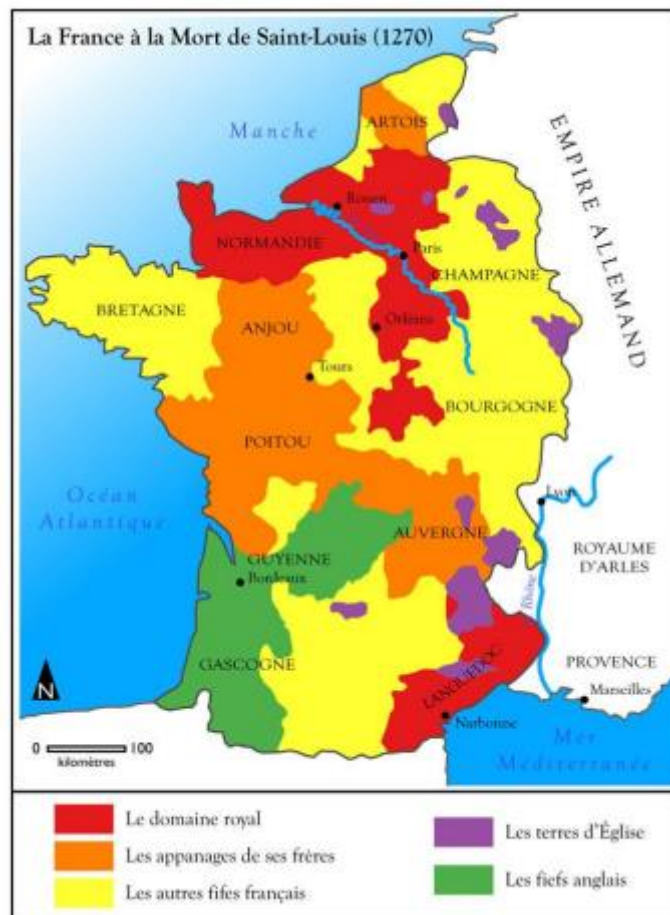 La France à la Mort de Saint-Louis (1270)
Manche
ARTOIS
EMPIRE ALLEMAND
Rouen
NORMANDIE
Paris
CHAMPAGNE
BRETAGNE
ANJOU
Orléans
Tours
BOURGOGNE
POITOU
Océan
Atlantique
Lyon
AUVERGNE
GUYENNE
Bordeaux
ROYAUME
D'ARLES
Rhône
GASCOGNE
LANQUEDOC
PROVENCE
Marseilles
N
Narbonne
0 100
kilomètres
Mer
Méditerranée
Le domaine royal
Les appanages de ses frères
Les autres fifes français
Les terres d'Église
Les fiefs anglais